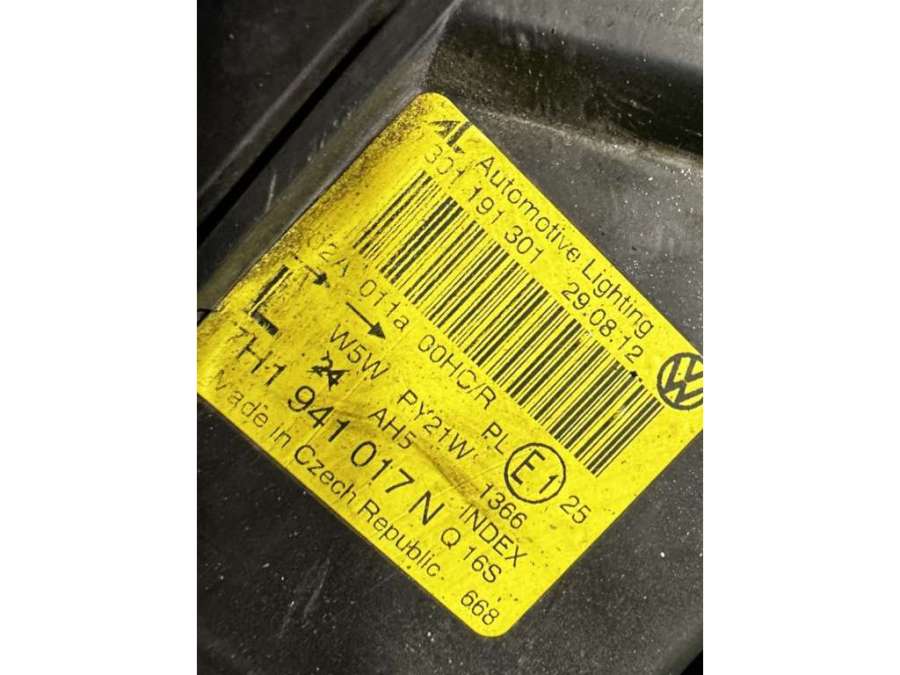 AL Automotive Lighting
301 191 301 29.08.12
02A 011a 00HC/R PL E1 25
L W5W PY21W 1366
24 AH5 INDEX
7H1 941 017 N Q 16S
Made in Czech Republic 668